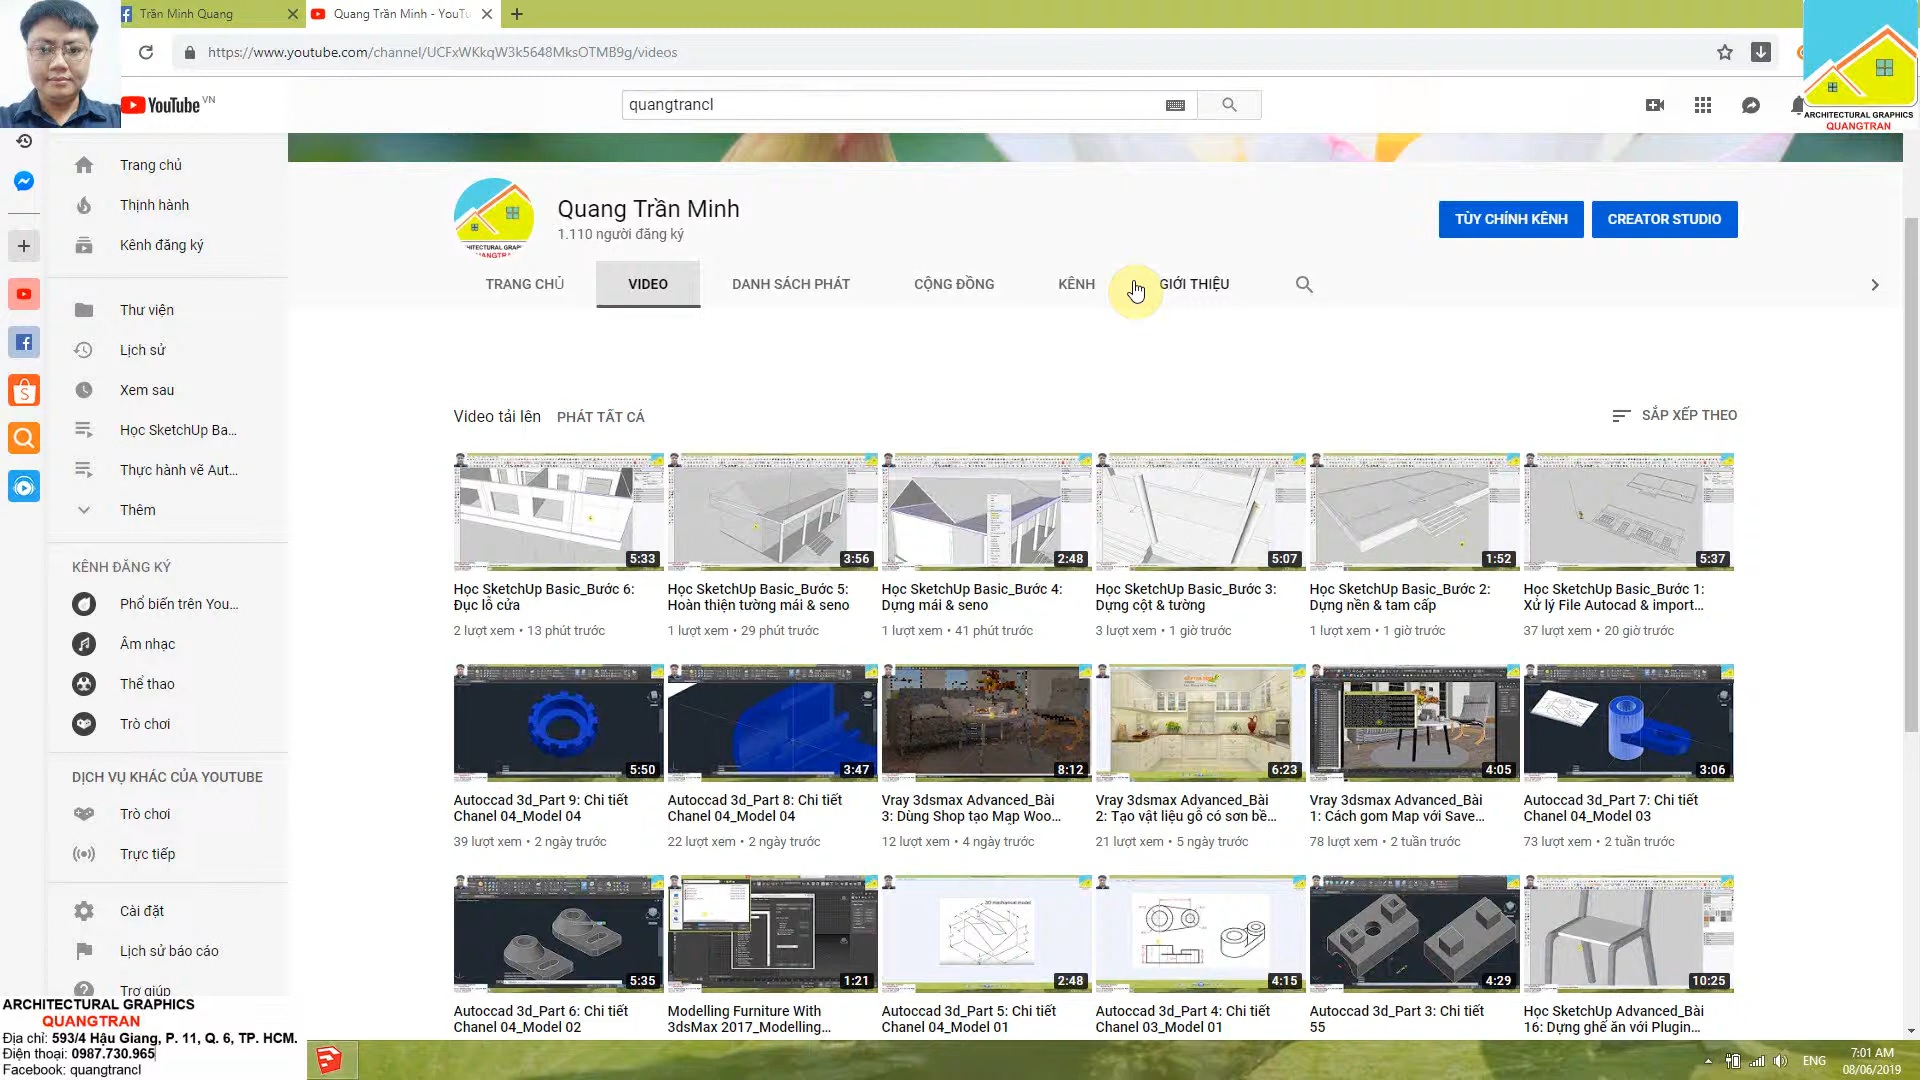 Trần Minh Quang
Quang Trần Minh - YouTu
https://www.youtube.com/channel/UCFxWKkqW3k5648MksOTMB9g/videos
YouTube VN
quangtrancl
ARCHITECTURAL GRAPHICS
QUANGTRAN
Trang chủ
Thịnh hành
Kênh đăng ký
Thư viện
Lịch sử
Xem sau
Học SketchUp Ba...
Thực hành vẽ Aut...
Thêm
KÊNH ĐĂNG KÝ
Phổ biến trên You...
Âm nhạc
Thể thao
Trò chơi
DỊCH VỤ KHÁC CỦA YOUTUBE
Trò chơi
Trực tiếp
Cài đặt
Lịch sử báo cáo
Trợ giúp
Quang Trần Minh
1.110 người đăng ký
TÙY CHỈNH KÊNH
CREATOR STUDIO
TRANG CHỦ
VIDEO
DANH SÁCH PHÁT
CỘNG ĐỒNG
KÊNH
GIỚI THIỆU
Video tải lên
PHÁT TẤT CẢ
SẮP XẾP THEO
5:33
3:56
2:48
5:07
1:52
5:37
Học SketchUp Basic_Bước 6:
Đục lỗ cửa
2 lượt xem • 13 phút trước
Học SketchUp Basic_Bước 5:
Hoàn thiện tường mái & seno
1 lượt xem • 29 phút trước
Học SketchUp Basic_Bước 4:
Dựng mái & seno
1 lượt xem • 41 phút trước
Học SketchUp Basic_Bước 3:
Dựng cột & tường
3 lượt xem • 1 giờ trước
Học SketchUp Basic_Bước 2:
Dựng nền & tam cấp
1 lượt xem • 1 giờ trước
Học SketchUp Basic_Bước 1:
Xử lý File Autocad & import...
37 lượt xem • 20 giờ trước
5:50
3:47
8:12
6:23
4:05
3:06
Autoccad 3d_Part 9: Chi tiết
Chanel 04_Model 04
39 lượt xem • 2 ngày trước
Autoccad 3d_Part 8: Chi tiết
Chanel 04_Model 04
22 lượt xem • 2 ngày trước
Vray 3dsmax Advanced_Bài
3: Dùng Shop tạo Map Woo...
12 lượt xem • 4 ngày trước
Vray 3dsmax Advanced_Bài
2: Tạo vật liệu gỗ có sơn bề...
21 lượt xem • 5 ngày trước
Vray 3dsmax Advanced_Bài
1: Cách gom Map với Save...
78 lượt xem • 2 tuần trước
Autoccad 3d_Part 7: Chi tiết
Chanel 04_Model 03
73 lượt xem • 2 tuần trước
5:35
1:21
2:48
4:15
4:29
10:25
Autoccad 3d_Part 6: Chi tiết
Chanel 04_Model 02
Modelling Furniture With
3dsMax 2017_Modelling...
Autoccad 3d_Part 5: Chi tiết
Chanel 04_Model 01
Autoccad 3d_Part 4: Chi tiết
Chanel 03_Model 01
Autoccad 3d_Part 3: Chi tiết
55
Học SketchUp Advanced_Bài
16: Dựng ghế ăn với Plugin...
ARCHITECTURAL GRAPHICS
QUANGTRAN
Địa chỉ: 593/4 Hậu Giang, P. 11, Q. 6, TP. HCM.
Điện thoại: 0987.730.965
Facebook: quangtrancl
ENG
7:01 AM
08/06/2019